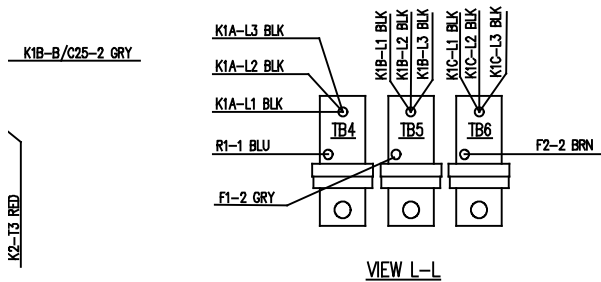 K1B-B/C25-2 GRY
K2-T3 RED
K1A-L3 BLK
K1A-L2 BLK
K1A-L1 BLK
R1-1 BLU
F1-2 GRY
K1B-L1 BLK
K1B-L2 BLK
K1B-L3 BLK
K1C-L1 BLK
K1C-L2 BLK
K1C-L3 BLK
TB4
TB5
TB6
F2-2 BRN
VIEW L-L